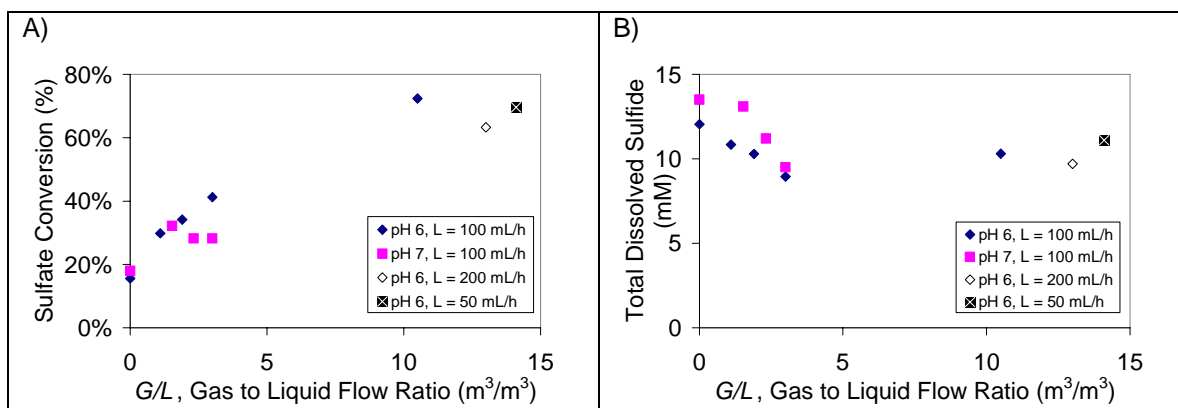 A)
Sulfate Conversion (%)
80%
60%
40%
20%
0%
0
5
10
15
G/L, Gas to Liquid Flow Ratio (m³/m³)
pH 6, L = 100 mL/h
pH 7, L = 100 mL/h
pH 6, L = 200 mL/h
pH 6, L = 50 mL/h
B)
Total Dissolved Sulfide
(mM)
15
10
5
0
0
5
10
15
G/L, Gas to Liquid Flow Ratio (m³/m³)
pH 6, L = 100 mL/h
pH 7, L = 100 mL/h
pH 6, L = 200 mL/h
pH 6, L = 50 mL/h